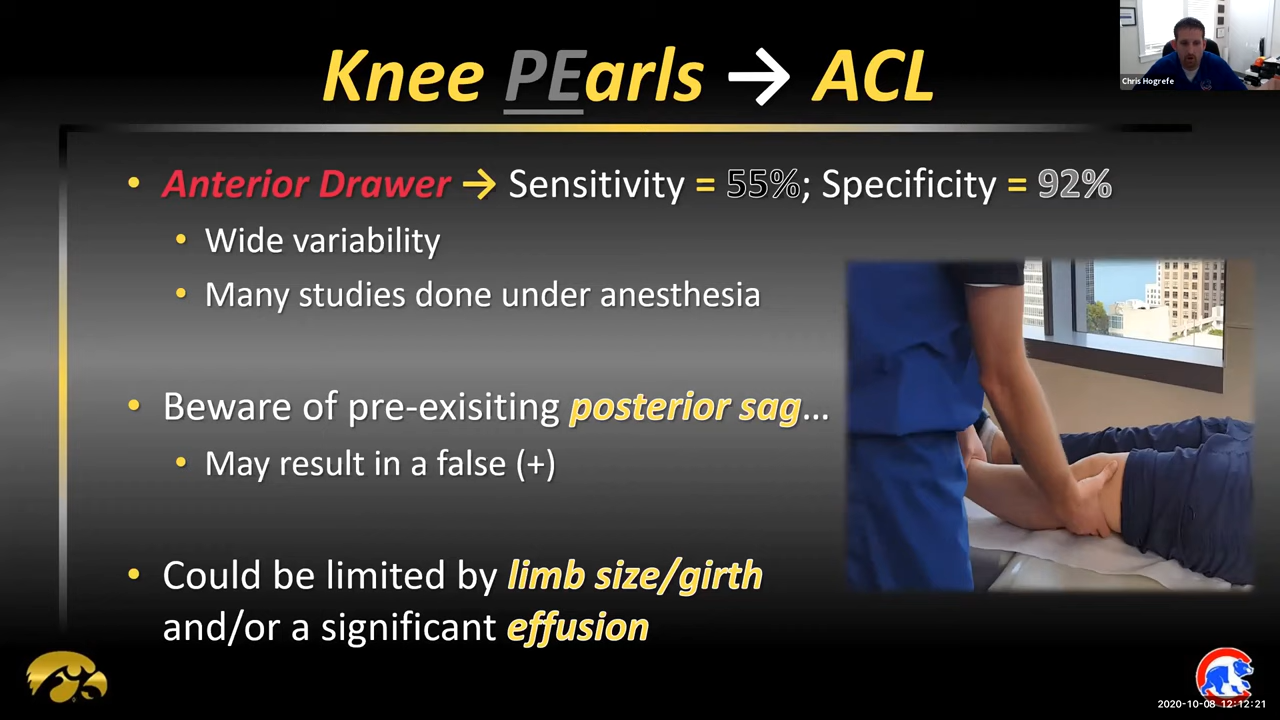 Knee PEarls → ACL
Chris Hogrefe
• Anterior Drawer → Sensitivity = 55%; Specificity = 92%
• Wide variability
• Many studies done under anesthesia
• Beware of pre-exisiting posterior sag...
• May result in a false (+)
• Could be limited by limb size/girth
and/or a significant effusion
2020-10-08 12:12:21